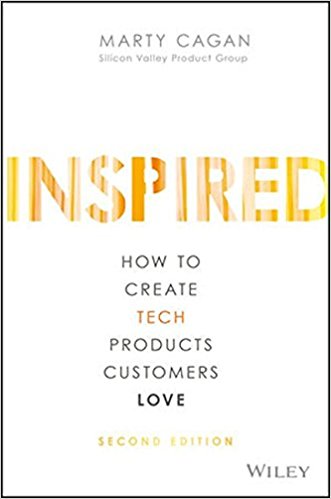 MARTY CAGAN
Silicon Valley Product Group
INSPIRED
HOW TO
CREATE
TECH
PRODUCTS
CUSTOMERS
LOVE
SECOND EDITION
WILEY